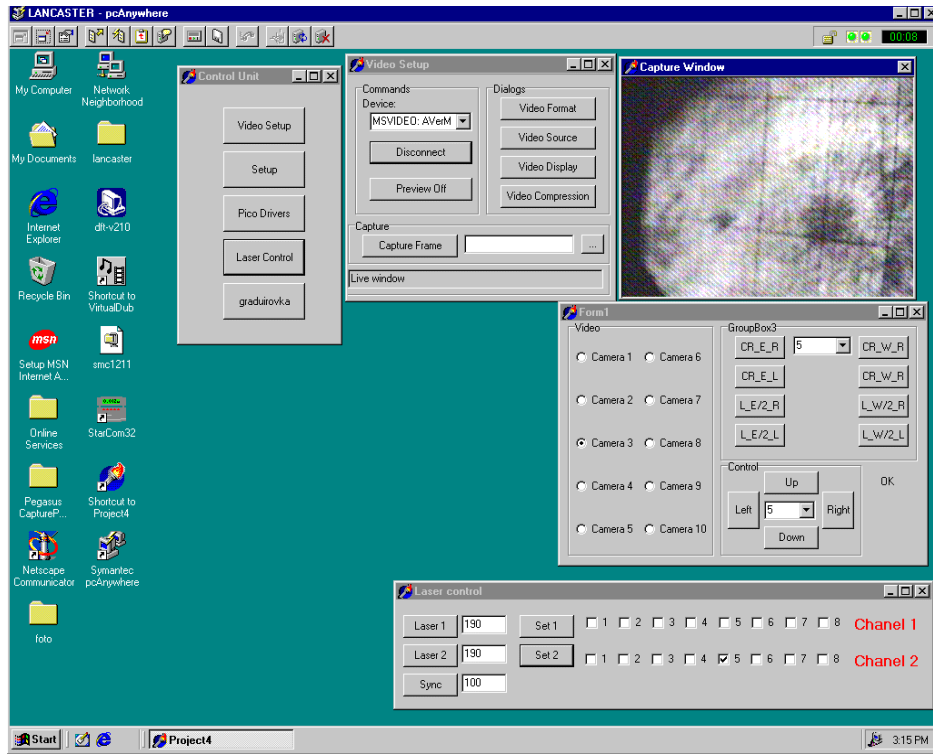 LANCASTER - pcAnywhere
00:08
My Computer
Network Neighborhood
My Documents
lancaster
Internet Explorer
dlt-v210
Recycle Bin
Shortcut to VirtualDub
msn
Setup MSN Internet A...
smc1211
Online Services
StarCom32
Pegasus CaptureP...
Shortcut to Project4
Netscape Communicator
Symantec pcAnywhere
foto
Control Unit
Video Setup
Setup
Pico Drivers
Laser Control
graduirovka
Video Setup
Commands
Device:
MSVIDEO: AVerM
Disconnect
Preview Off
Dialogs
Video Format
Video Source
Video Display
Video Compression
Capture
Capture Frame
...
Live window
Capture Window
Form1
Video
Camera 1 Camera 6
Camera 2 Camera 7
Camera 3 Camera 8
Camera 4 Camera 9
Camera 5 Camera 10
GroupBox3
CR_E_R 5 CR_W_R
CR_E_L CR_W_R
L_E/2_R L_W/2_R
L_E/2_L L_W/2_L
Control
Up
OK
Left 5 Right
Down
Laser control
Laser 1 190 Set 1 1 2 3 4 5 6 7 8 Chanel 1
Laser 2 190 Set 2 1 2 3 4 5 6 7 8 Chanel 2
Sync 100
Start
Project4
3:15 PM